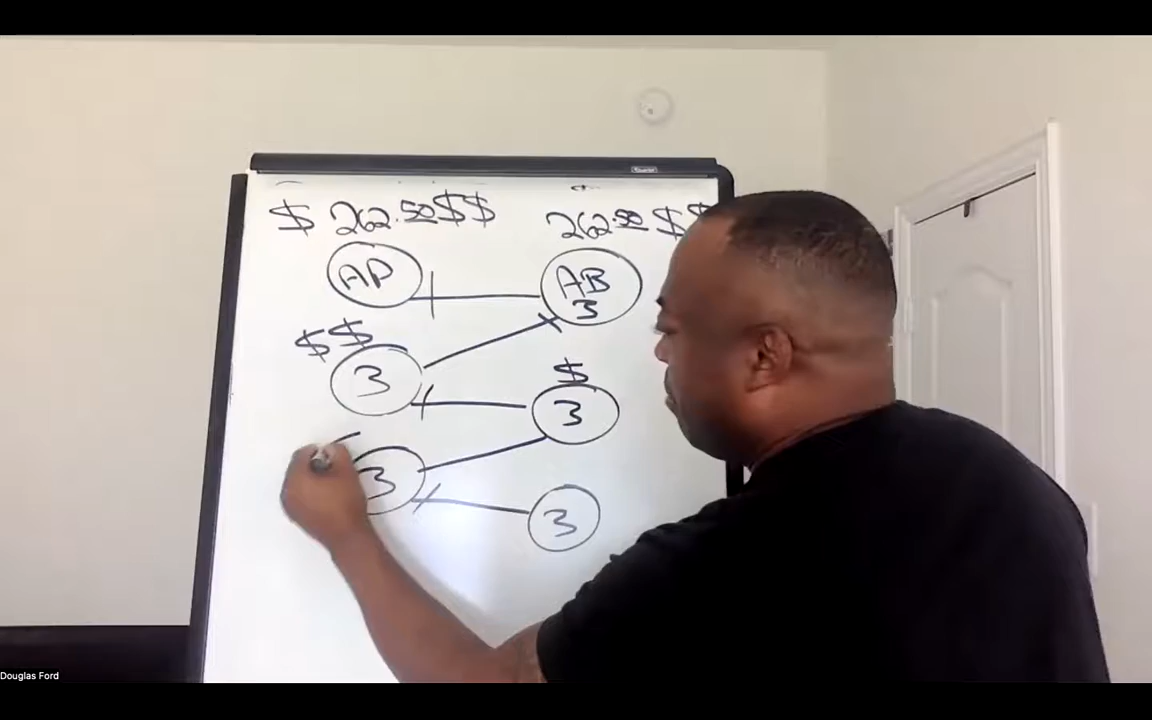 $ 262.50 $$ 262.50 $$
AP AB
3
$$ $
3 3
3 3
Douglas Ford